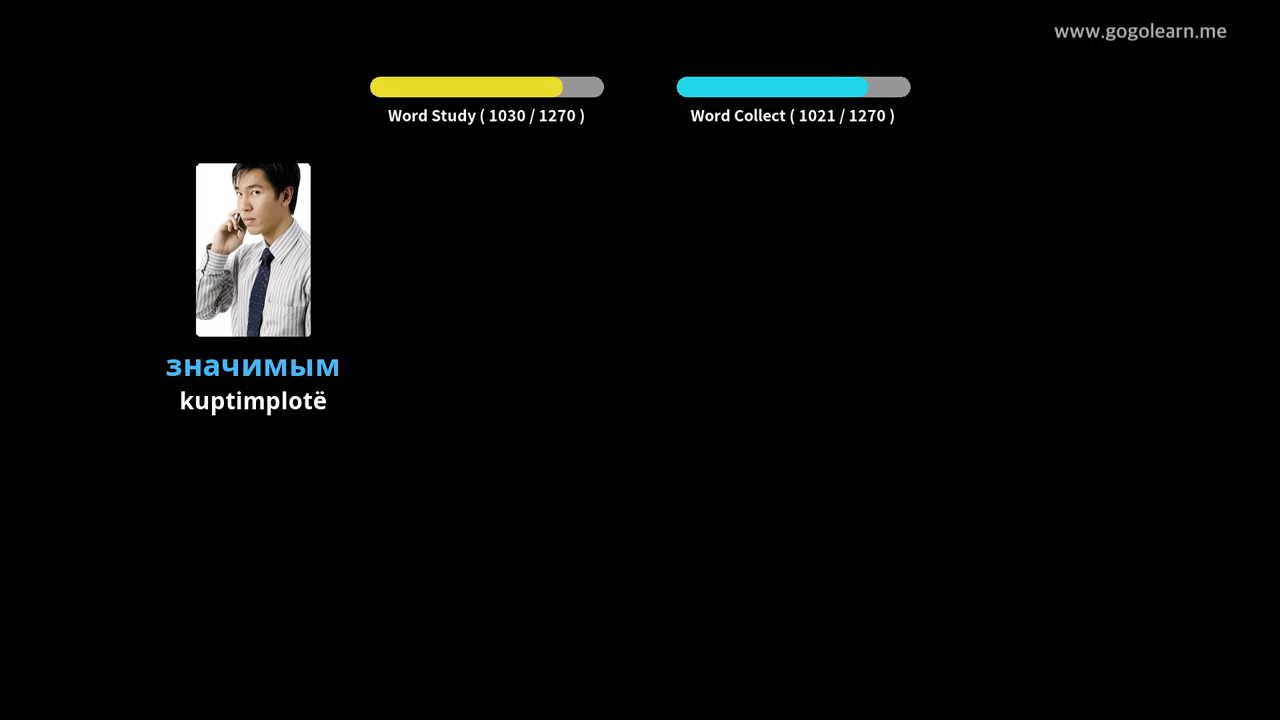 www.gogolearn.me
Word Study ( 1030 / 1270 )
Word Collect ( 1021 / 1270 )
значимым
kuptimplotë